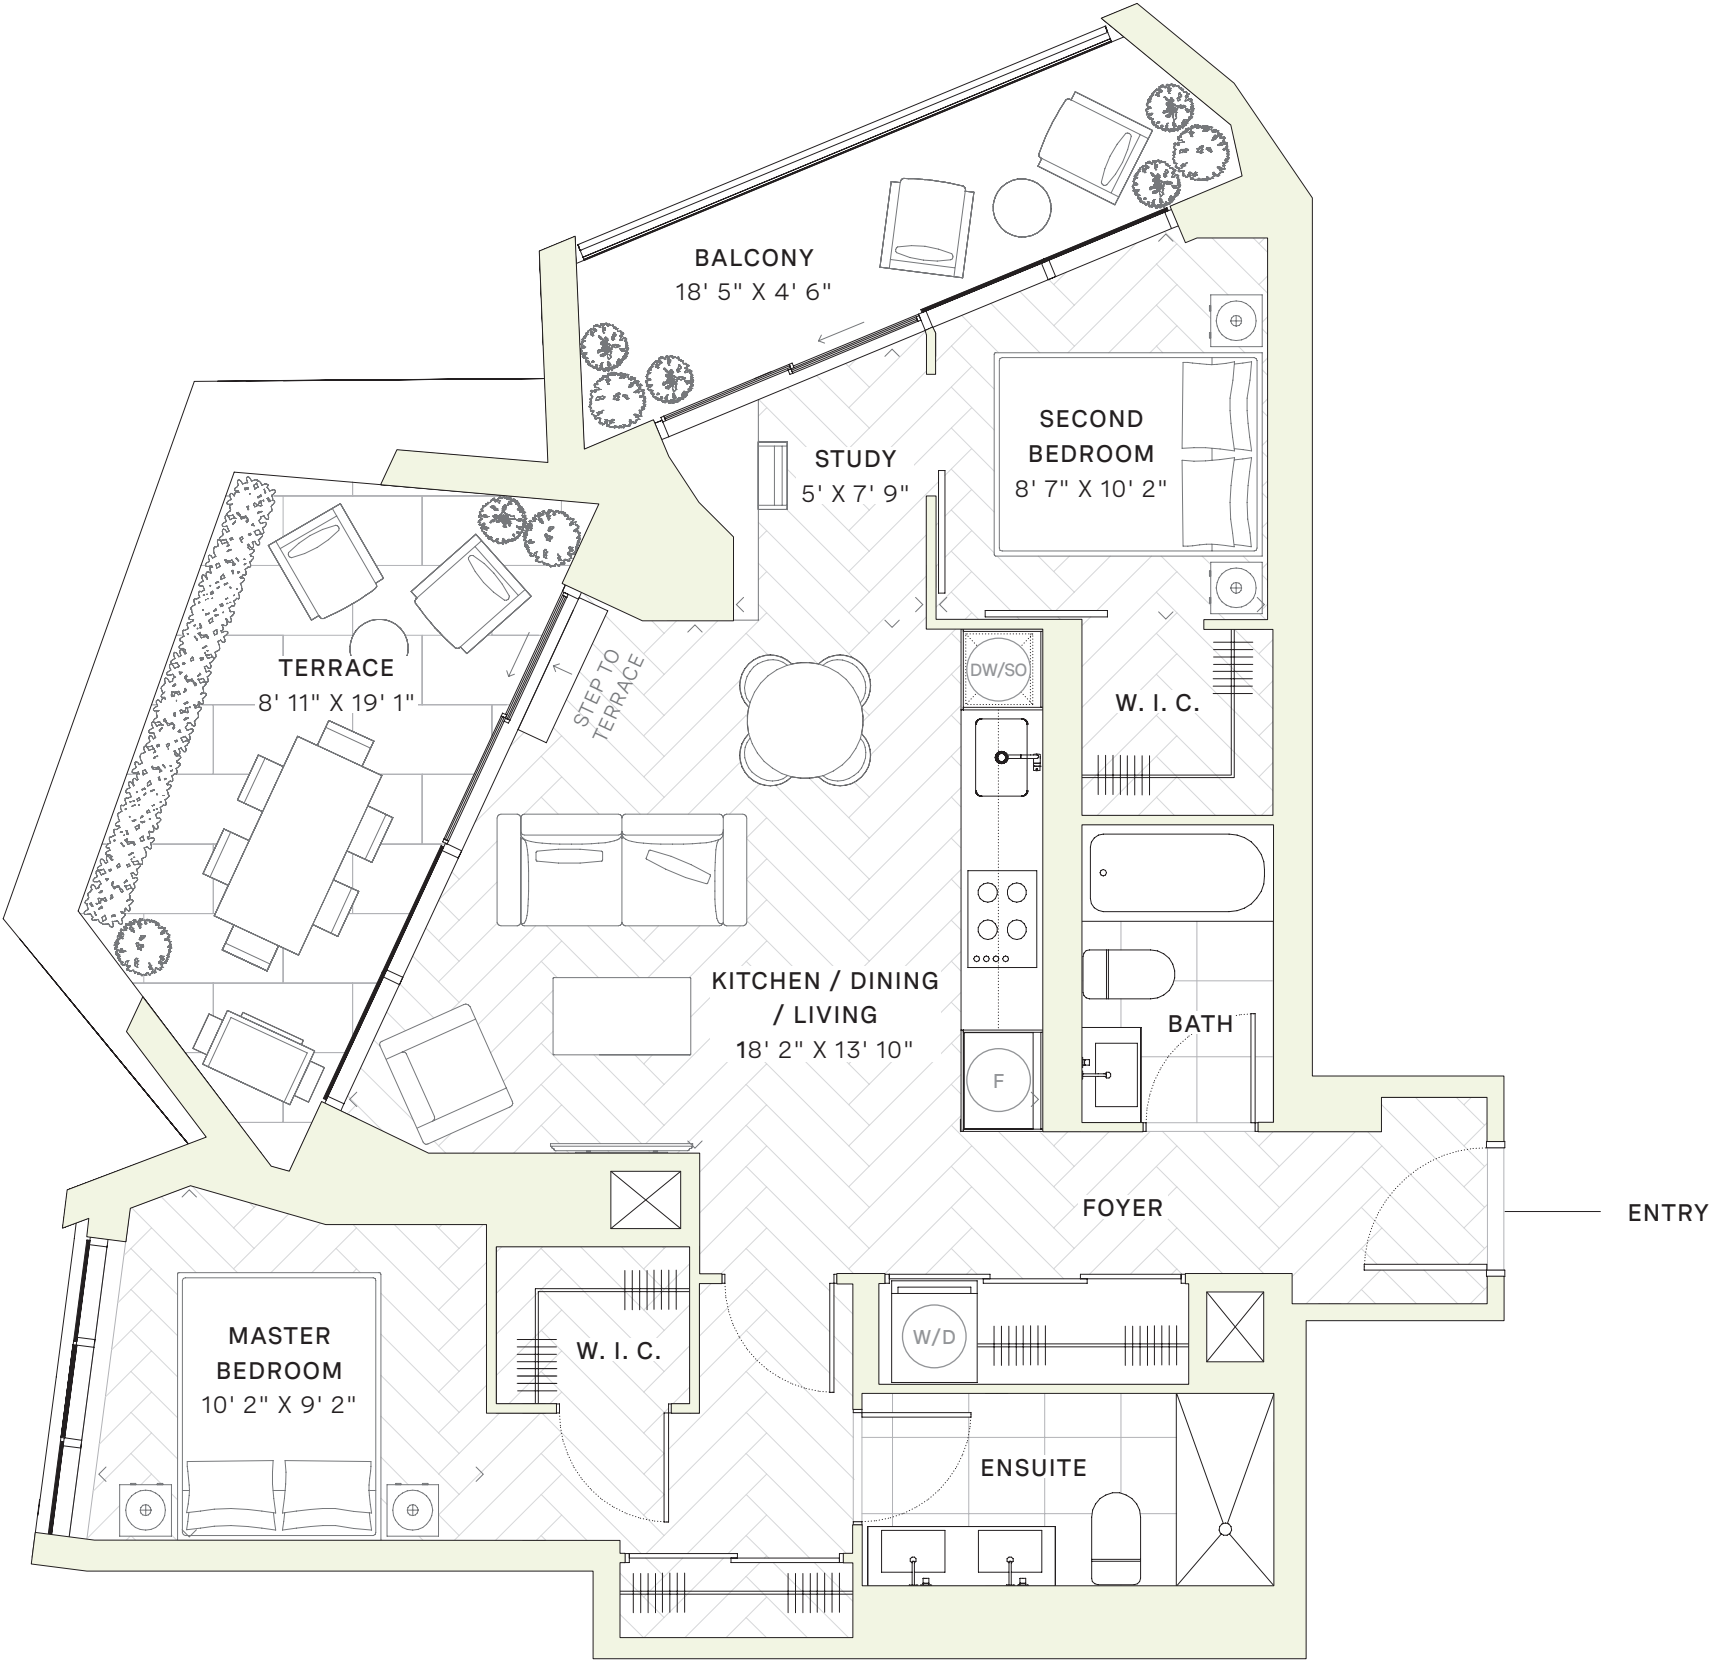 BALCONY
18' 5" X 4' 6"
SECOND
BEDROOM
8' 7" X 10' 2"
STUDY
5' X 7' 9"
TERRACE
8' 11" X 19' 1"
STEP TO
TERRACE
DW/SO
W. I. C.
KITCHEN / DINING
/ LIVING
18' 2" X 13' 10"
BATH
F
FOYER
ENTRY
MASTER
BEDROOM
10' 2" X 9' 2"
W. I. C.
W/D
ENSUITE